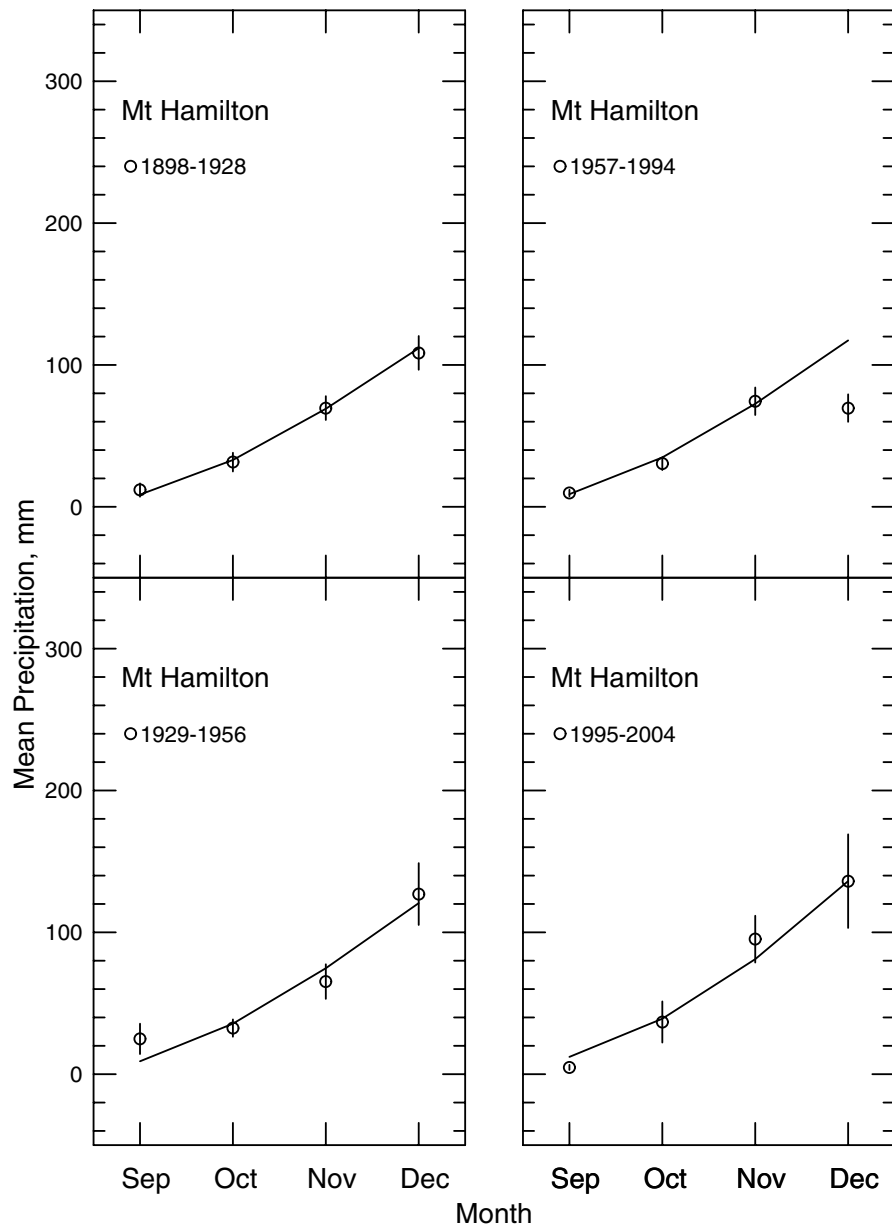 Mean Precipitation, mm
300
200
100
0
Mt Hamilton
1898-1928
Mt Hamilton
1957-1994
300
200
100
0
Mt Hamilton
1929-1956
Mt Hamilton
1995-2004
Sep Oct Nov Dec
Sep Oct Nov Dec
Month